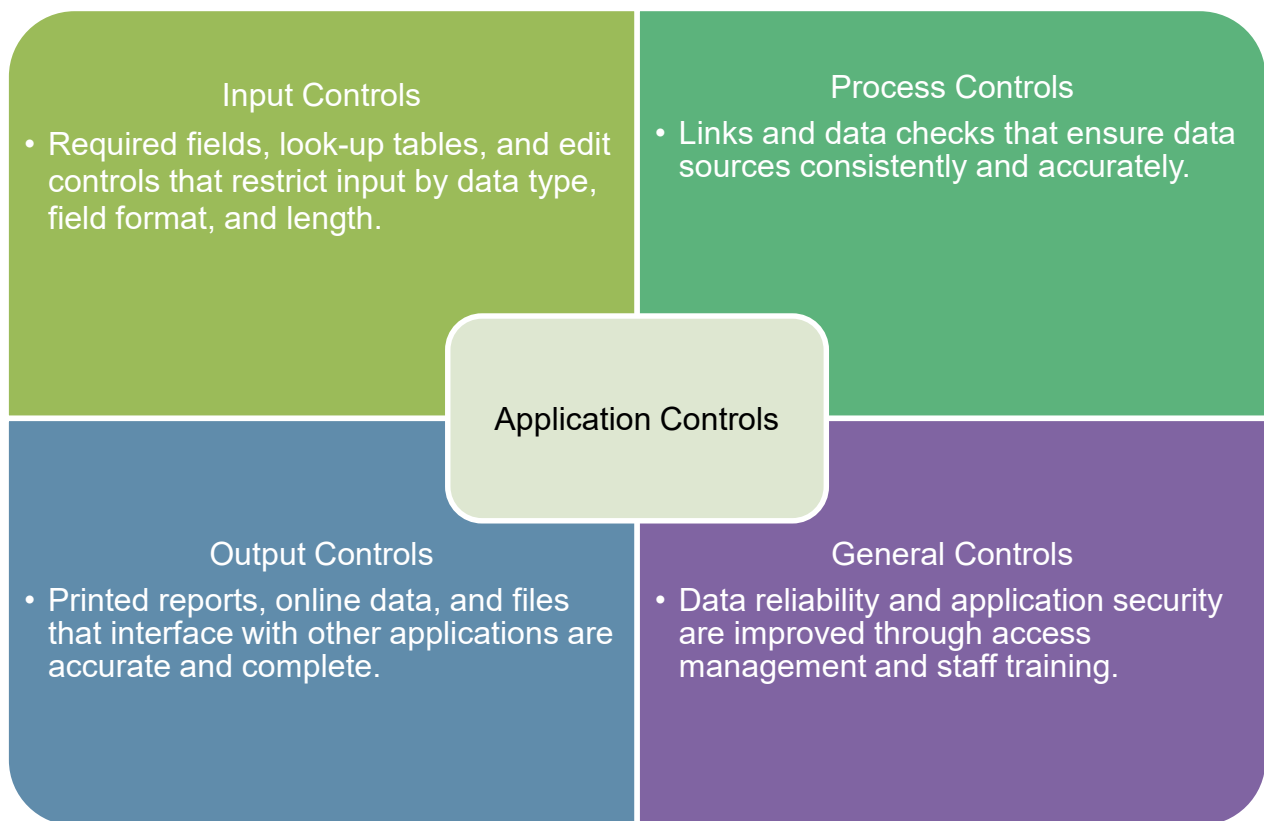 Input Controls
• Required fields, look-up tables, and edit
controls that restrict input by data type,
field format, and length.
Process Controls
• Links and data checks that ensure data
sources consistently and accurately.
Application Controls
Output Controls
• Printed reports, online data, and files
that interface with other applications are
accurate and complete.
General Controls
• Data reliability and application security
are improved through access
management and staff training.